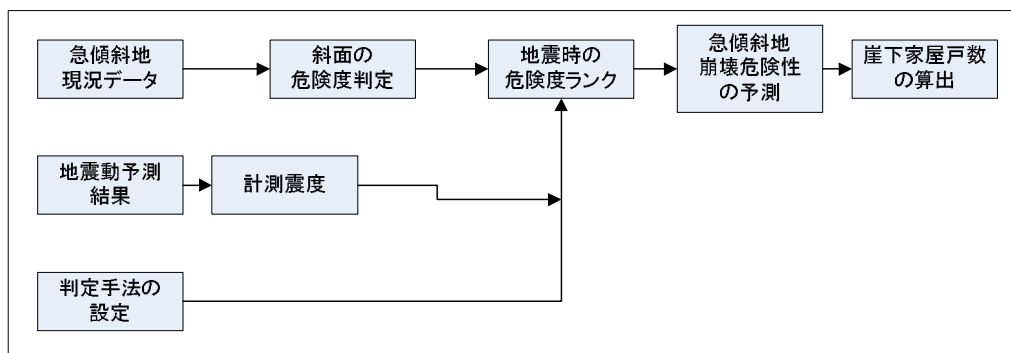 急傾斜地
現況データ
斜面の
危険度判定
地震時の
危険度ランク
急傾斜地
崩壊危険性
の予測
崖下家屋戸数
の算出
地震動予測
結果
計測震度
判定手法の
設定